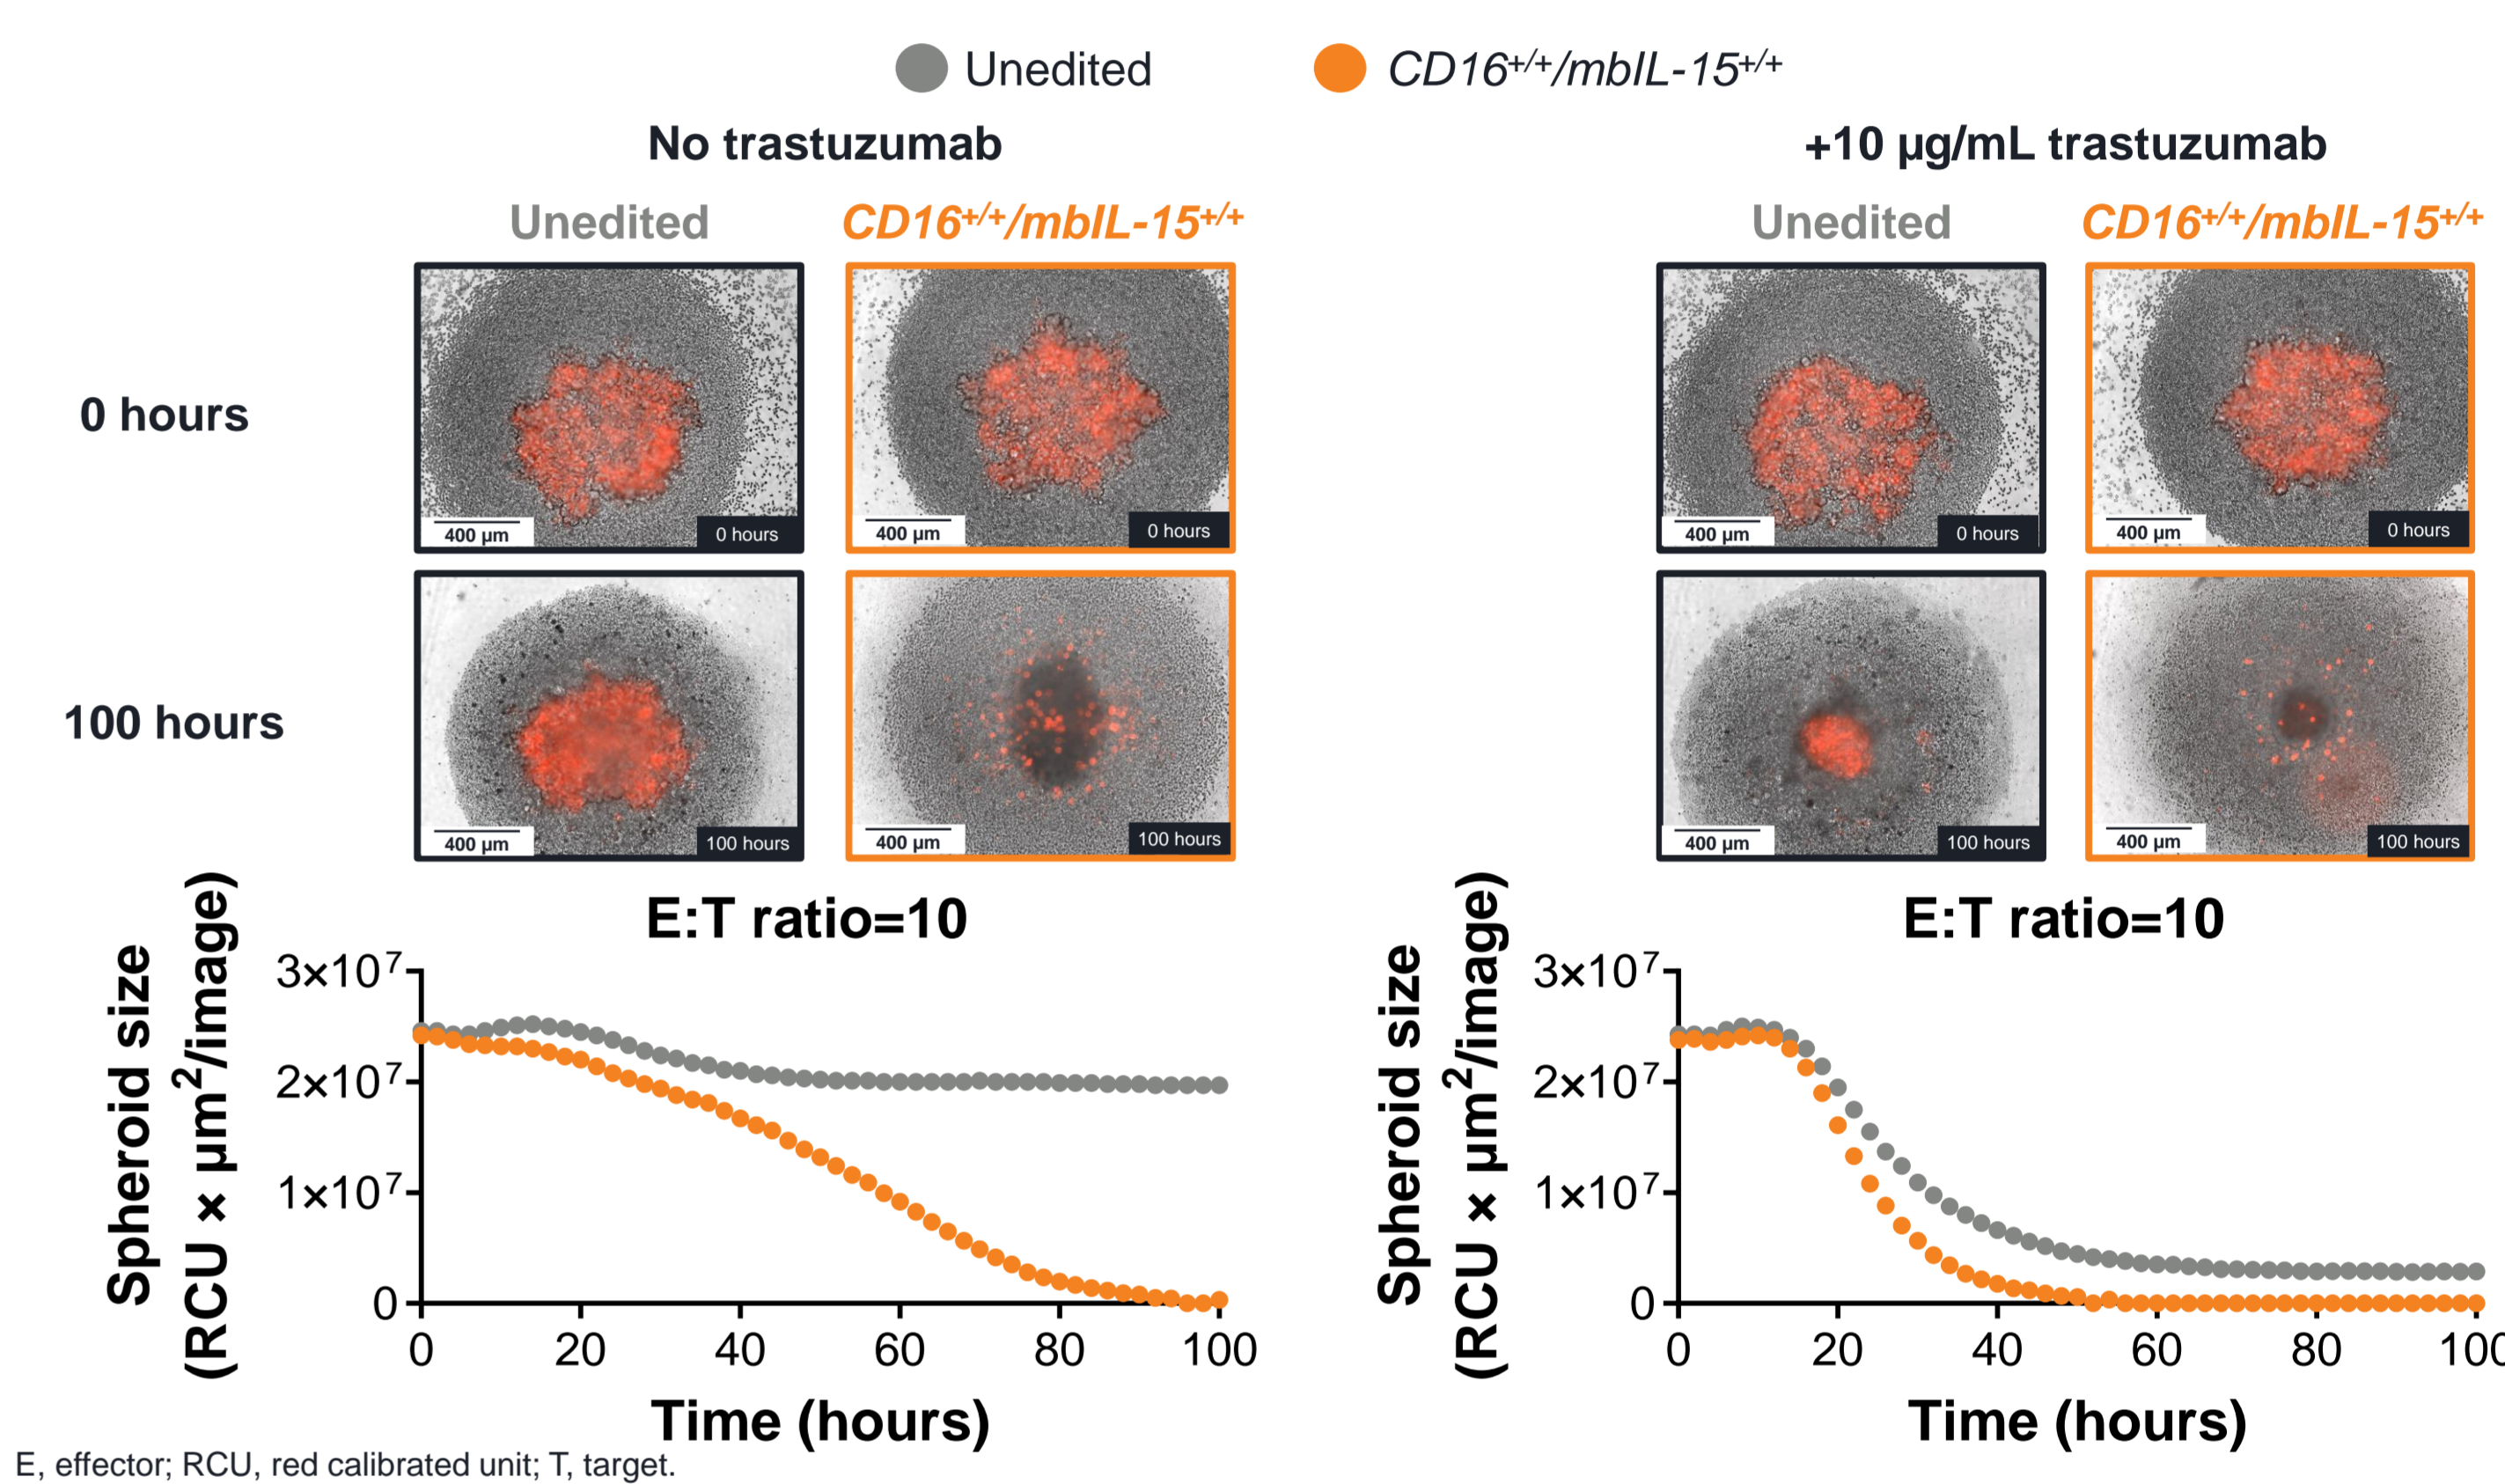 Unedited
CD16+/+/mbIL-15+/+
No trastuzumab
+10 µg/mL trastuzumab
Unedited
CD16+/+/mbIL-15+/+
Unedited
CD16+/+/mbIL-15+/+
0 hours
400 µm
0 hours
400 µm
0 hours
400 µm
0 hours
400 µm
0 hours
100 hours
400 µm
100 hours
400 µm
100 hours
400 µm
100 hours
400 µm
100 hours
E:T ratio=10
Spheroid size
(RCU × µm²/image)
3×10⁷
2×10⁷
1×10⁷
0
0 20 40 60 80 100
Time (hours)
E:T ratio=10
Spheroid size
(RCU × µm²/image)
3×10⁷
2×10⁷
1×10⁷
0
0 20 40 60 80 100
Time (hours)
E, effector; RCU, red calibrated unit; T, target.